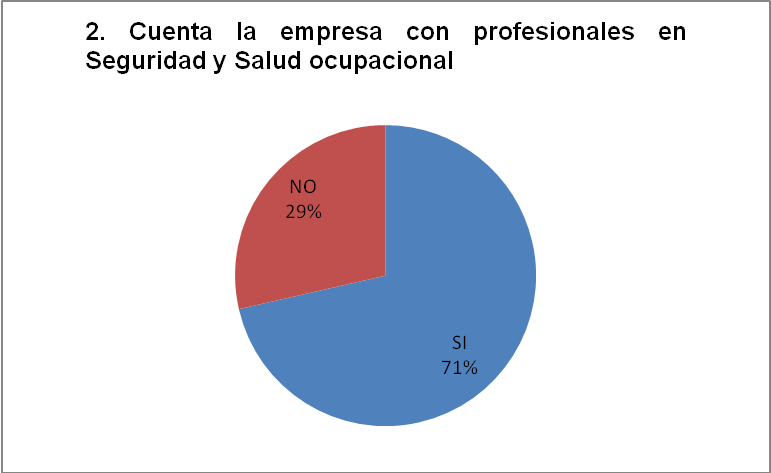 2. Cuenta la empresa con profesionales en
Seguridad y Salud ocupacional
NO
29%
SI
71%